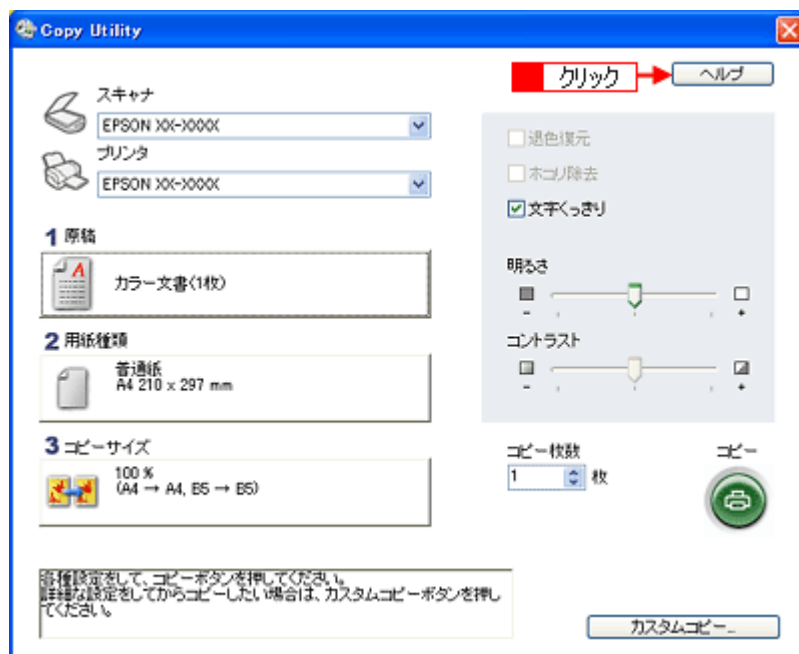 Copy Utility
クリック
ヘルプ
スキャナ
EPSON XX-XXXX
プリンタ
EPSON XX-XXXX
1 原稿
カラー文書(1枚)
2 用紙種類
普通紙
A4 210 x 297 mm
3 コピーサイズ
100 %
(A4 → A4, B5 → B5)
退色復元
ホコリ除去
文字くっきり
明るさ
- +
コントラスト
- +
コピー枚数
1 枚
コピー
各種設定をして、コピーボタンを押してください。
詳細な設定をしてからコピーしたい場合は、カスタムコピーボタンを押し
てください。
カスタムコピー...